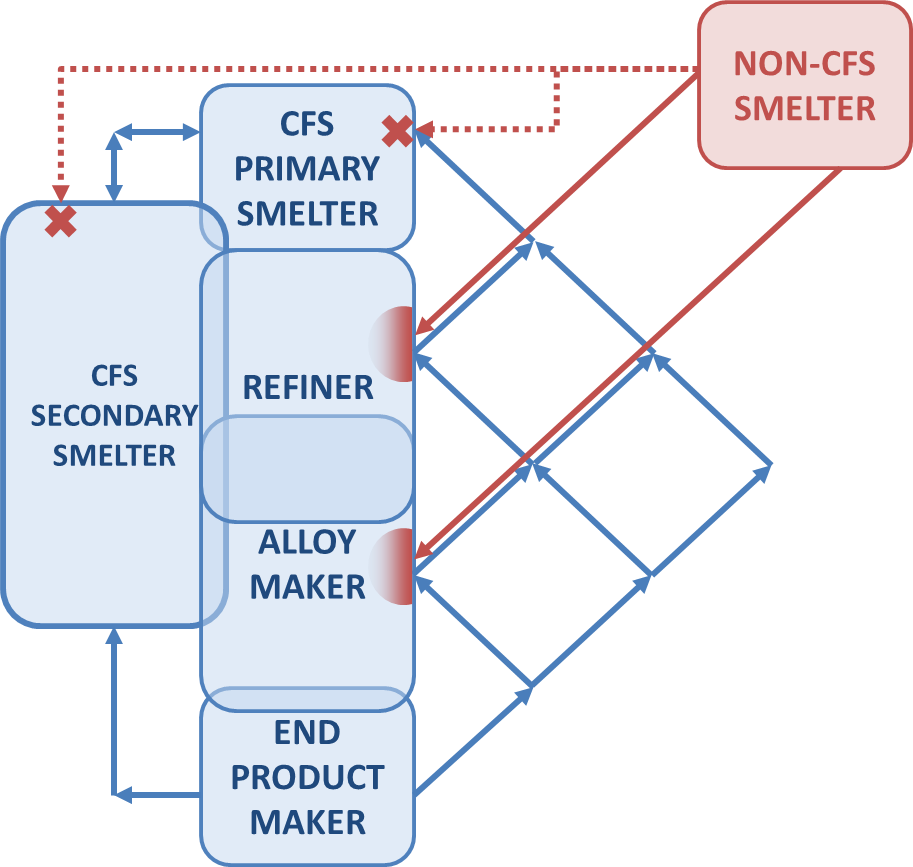 NON-CFS
SMELTER
CFS
PRIMARY
SMELTER
CFS
SECONDARY
SMELTER
REFINER
ALLOY
MAKER
END
PRODUCT
MAKER